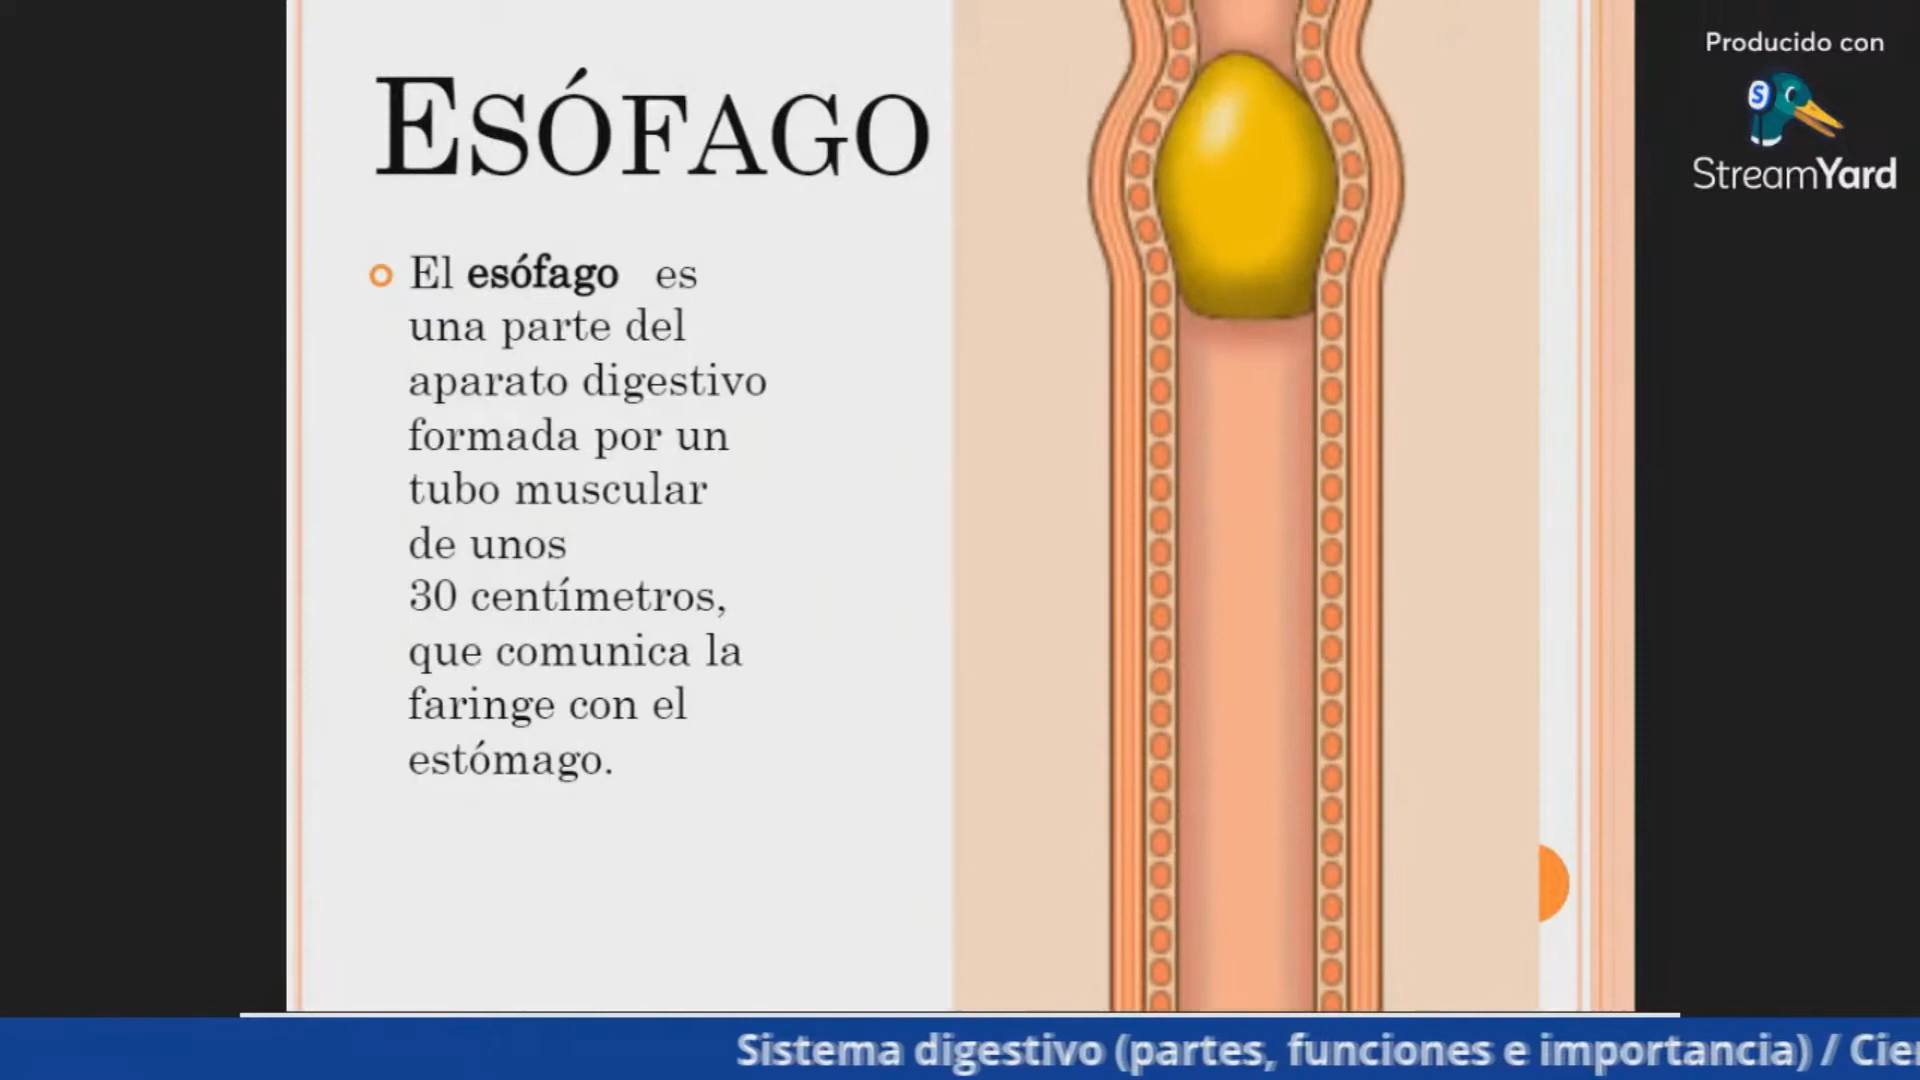 Producido con
StreamYard
ESÓFAGO
El esófago es
una parte del
aparato digestivo
formada por un
tubo muscular
de unos
30 centímetros,
que comunica la
faringe con el
estómago.
Sistema digestivo (partes, funciones e importancia) /